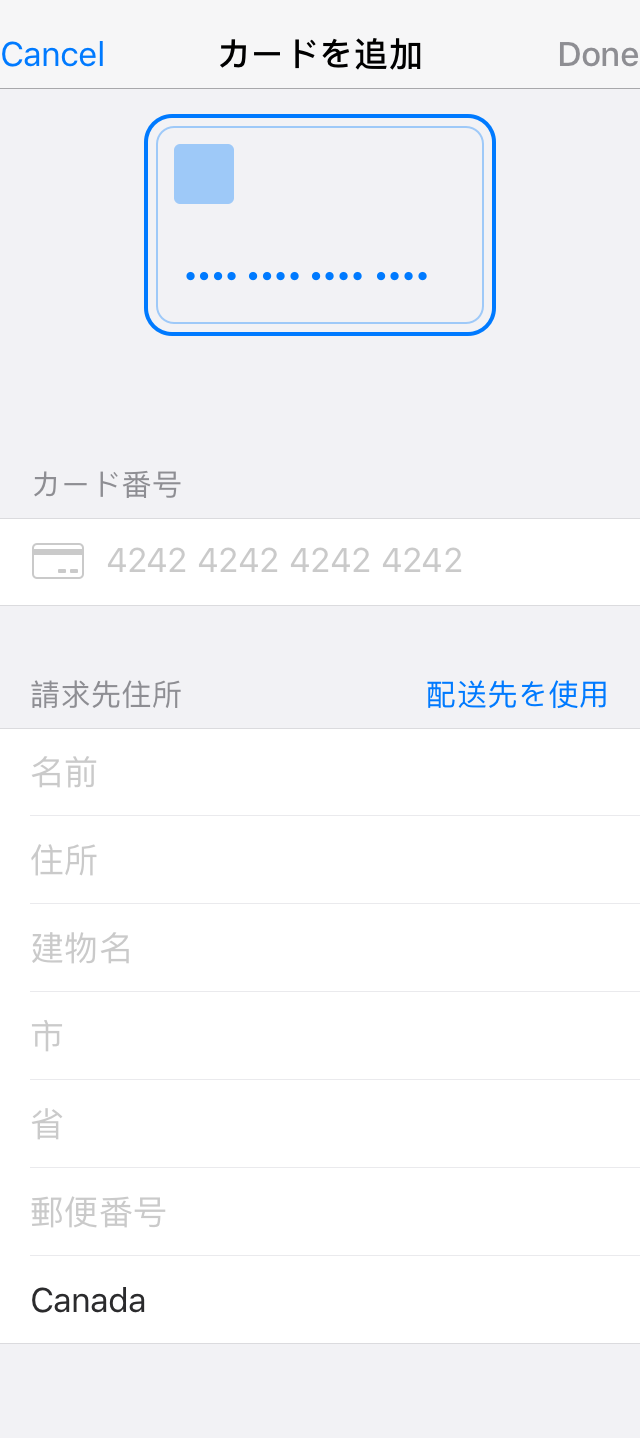 Cancel カードを追加 Done
•••• •••• •••• ••••
カード番号
4242 4242 4242 4242
請求先住所 配送先を使用
名前
住所
建物名
市
省
郵便番号
Canada